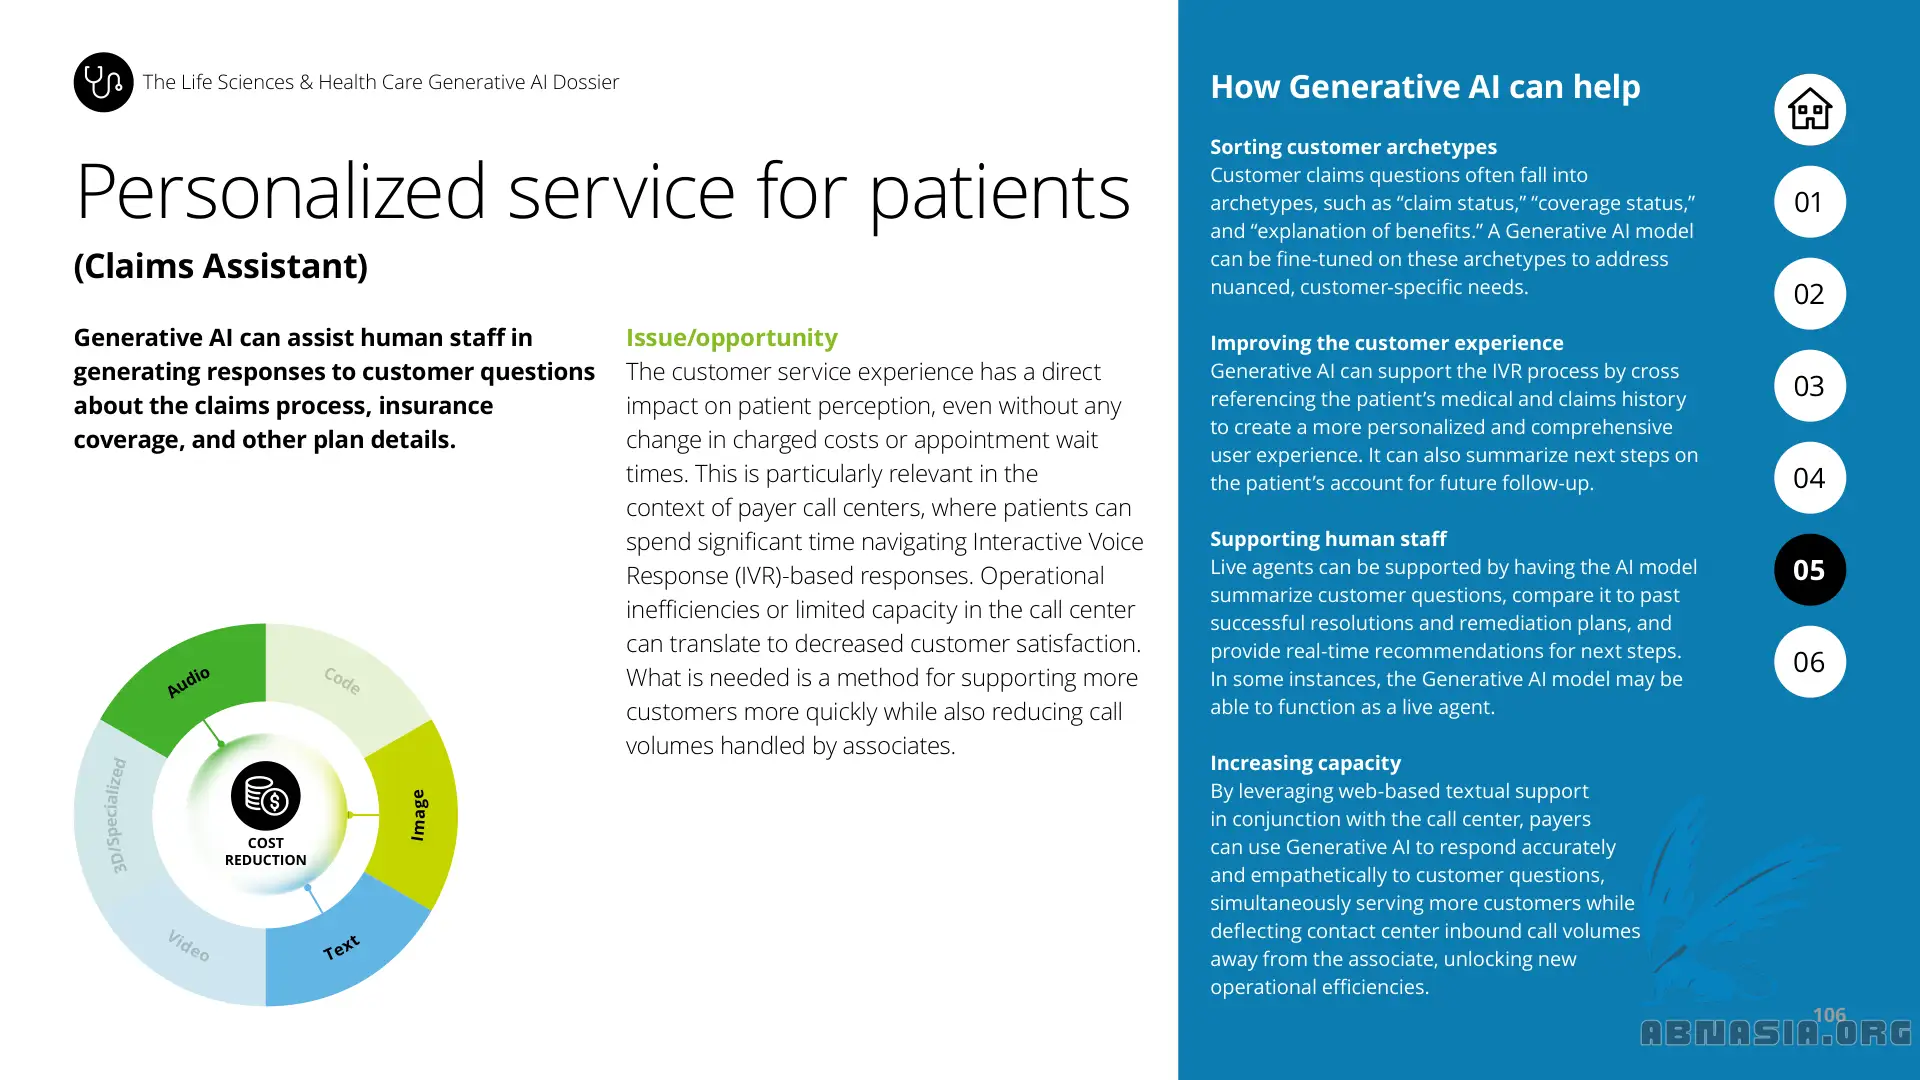 The Life Sciences & Health Care Generative AI Dossier
Personalized service for patients
(Claims Assistant)
Generative AI can assist human staff in
generating responses to customer questions
about the claims process, insurance
coverage, and other plan details.
Issue/opportunity
The customer service experience has a direct
impact on patient perception, even without any
change in charged costs or appointment wait
times. This is particularly relevant in the
context of payer call centers, where patients can
spend significant time navigating Interactive Voice
Response (IVR)-based responses. Operational
inefficiencies or limited capacity in the call center
can translate to decreased customer satisfaction.
What is needed is a method for supporting more
customers more quickly while also reducing call
volumes handled by associates.
Audio
Code
Image
Text
Video
3D/Specialized
COST
REDUCTION
How Generative AI can help
Sorting customer archetypes
Customer claims questions often fall into
archetypes, such as “claim status,” “coverage status,”
and “explanation of benefits.” A Generative AI model
can be fine-tuned on these archetypes to address
nuanced, customer-specific needs.
Improving the customer experience
Generative AI can support the IVR process by cross
referencing the patient’s medical and claims history
to create a more personalized and comprehensive
user experience. It can also summarize next steps on
the patient’s account for future follow-up.
Supporting human staff
Live agents can be supported by having the AI model
summarize customer questions, compare it to past
successful resolutions and remediation plans, and
provide real-time recommendations for next steps.
In some instances, the Generative AI model may be
able to function as a live agent.
Increasing capacity
By leveraging web-based textual support
in conjunction with the call center, payers
can use Generative AI to respond accurately
and empathetically to customer questions,
simultaneously serving more customers while
deflecting contact center inbound call volumes
away from the associate, unlocking new
operational efficiencies.
01
02
03
04
05
06
106
ABNASIA.ORG